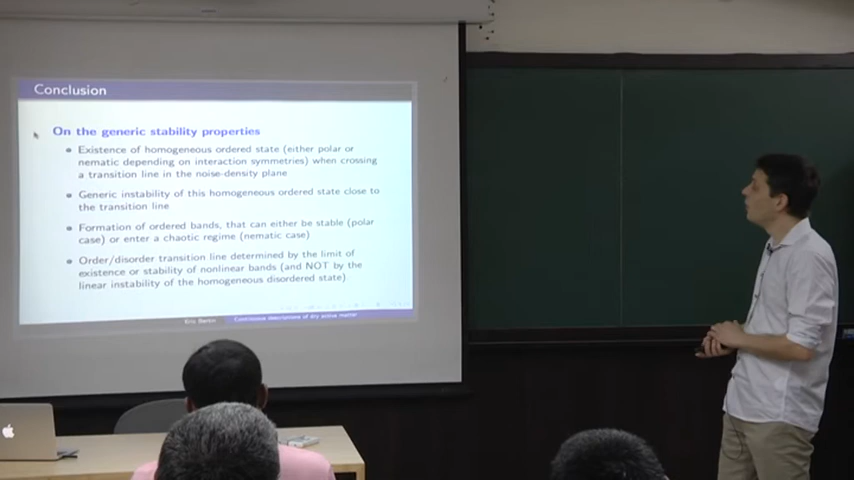 Conclusion
On the generic stability properties
Existence of homogeneous ordered state (either polar or
nematic depending on interaction symmetries) when crossing
a transition line in the noise-density plane
Generic instability of this homogeneous ordered state close to
the transition line
Formation of ordered bands, that can either be stable (polar
case) or enter a chaotic regime (nematic case)
Order/disorder transition line determined by the limit of
existence or stability of nonlinear bands (and NOT by the
linear instability of the homogeneous disordered state)
Eric Bertin Continuous descriptions of dry active matter